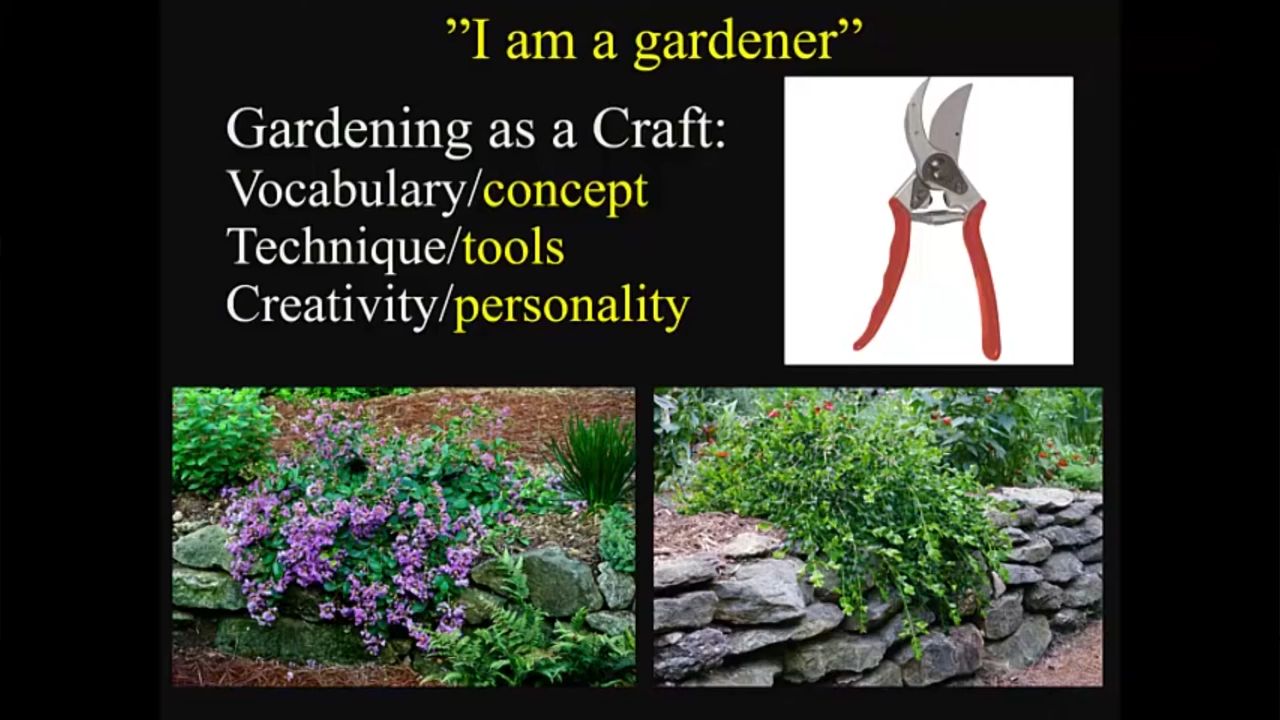 ”I am a gardener”
Gardening as a Craft:
Vocabulary/concept
Technique/tools
Creativity/personality